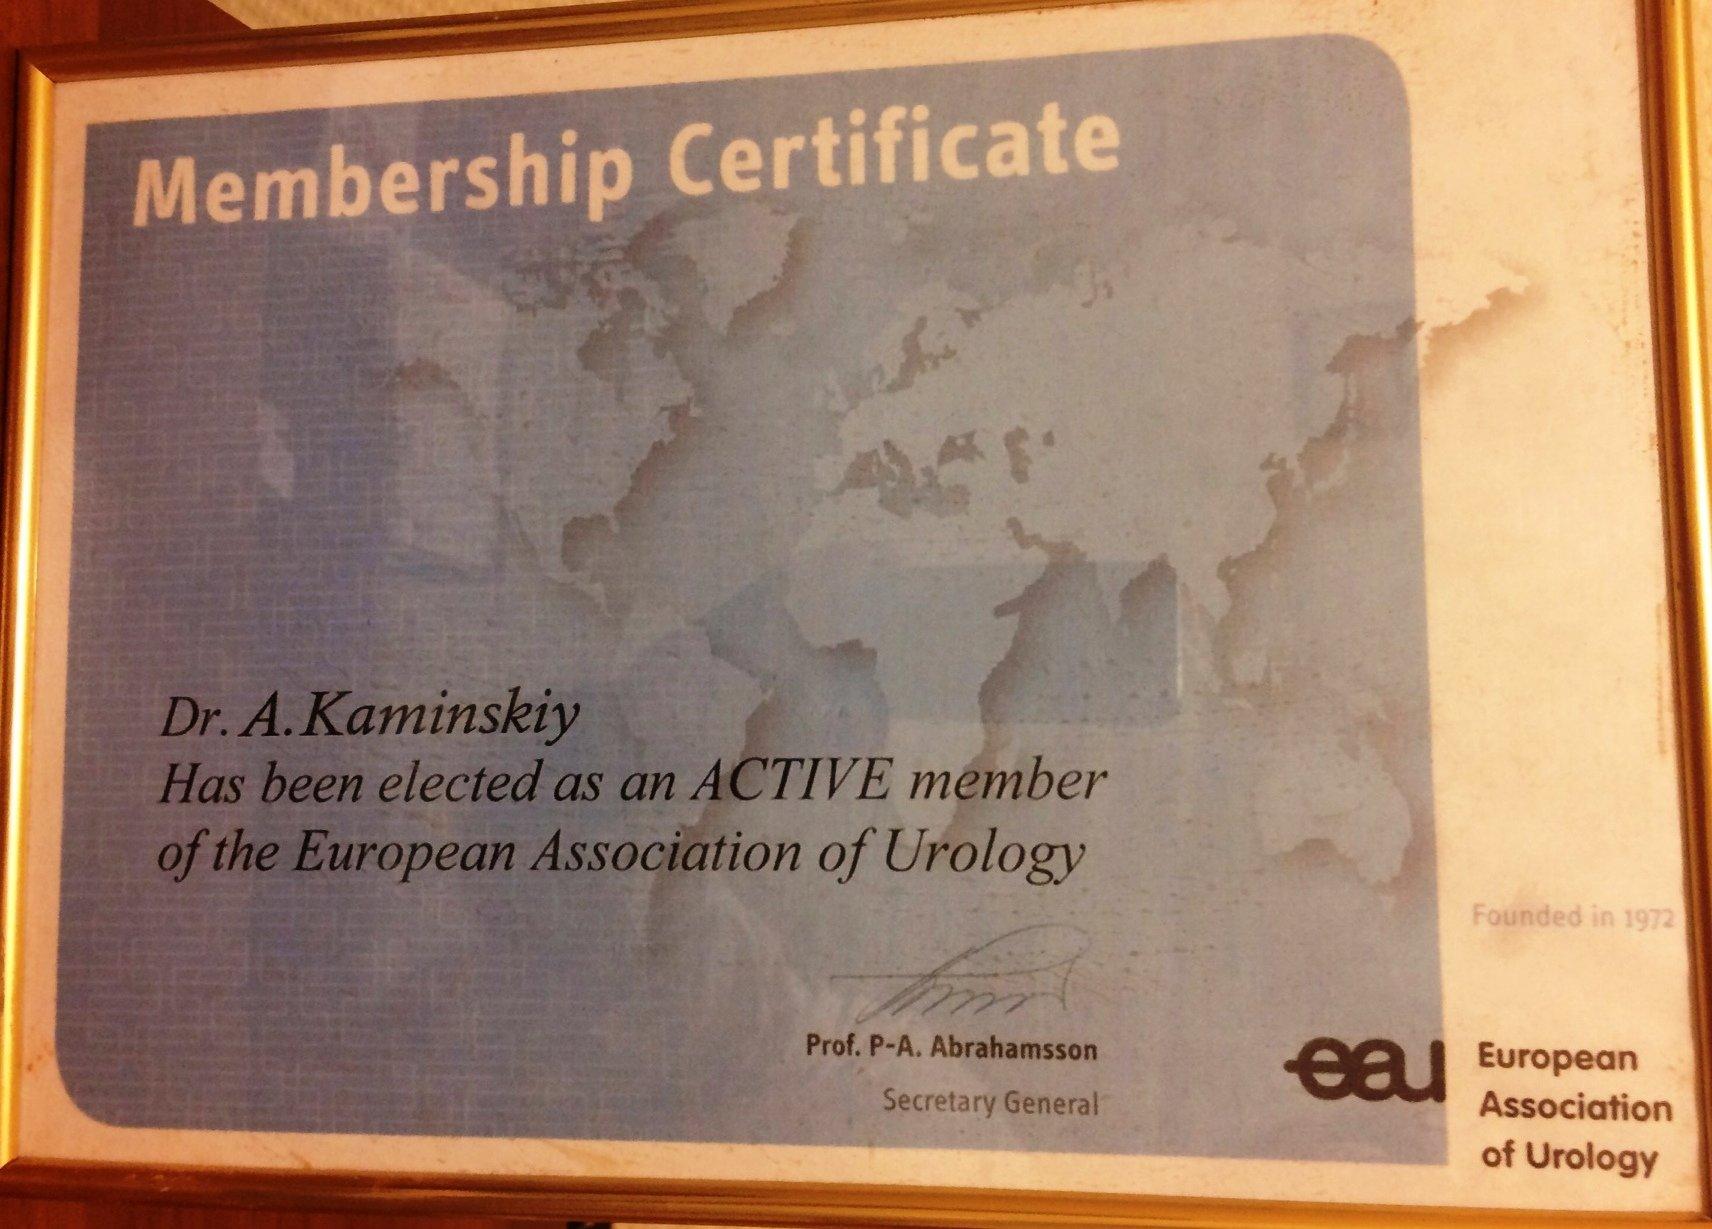 Membership Certificate
Dr. A.Kaminskiy
Has been elected as an ACTIVE member
of the European Association of Urology
Prof. P-A. Abrahamsson
Secretary General
Founded in 1972
eau
European
Association
of Urology